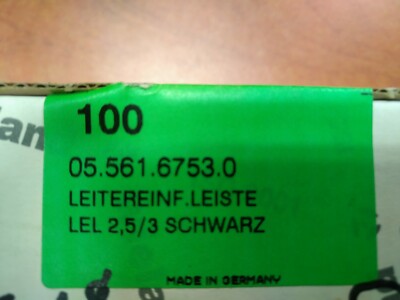 100
05.561.6753.0
LEITEREINF.LEISTE
LEL 2,5/3 SCHWARZ
MADE IN GERMANY